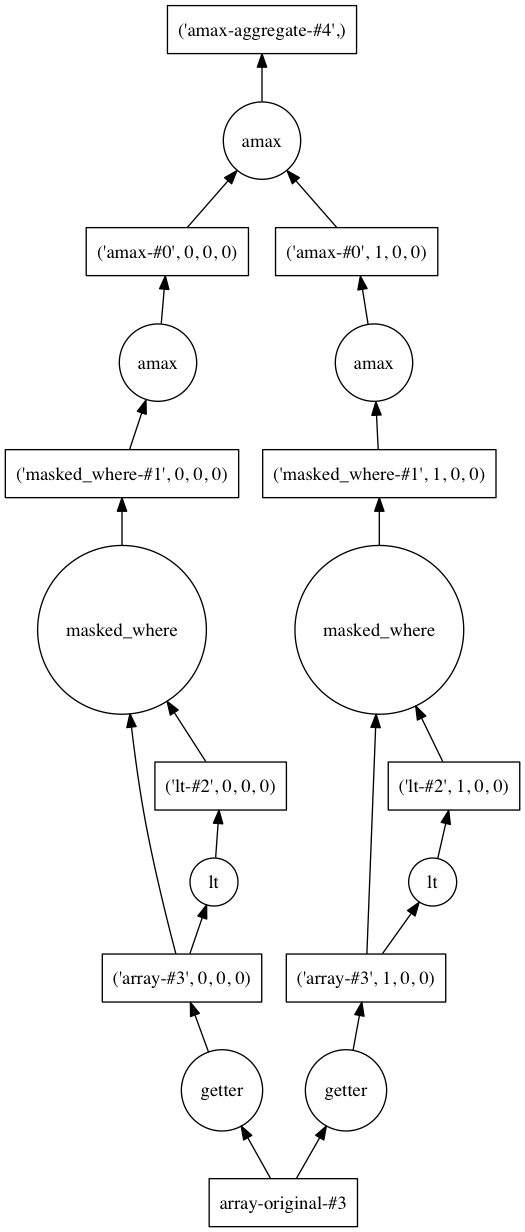 ('amax-aggregate-#4',)
amax
('amax-#0', 0, 0, 0)
('amax-#0', 1, 0, 0)
amax
amax
('masked_where-#1', 0, 0, 0)
('masked_where-#1', 1, 0, 0)
masked_where
masked_where
('lt-#2', 0, 0, 0)
('lt-#2', 1, 0, 0)
lt
lt
('array-#3', 0, 0, 0)
('array-#3', 1, 0, 0)
getter
getter
array-original-#3